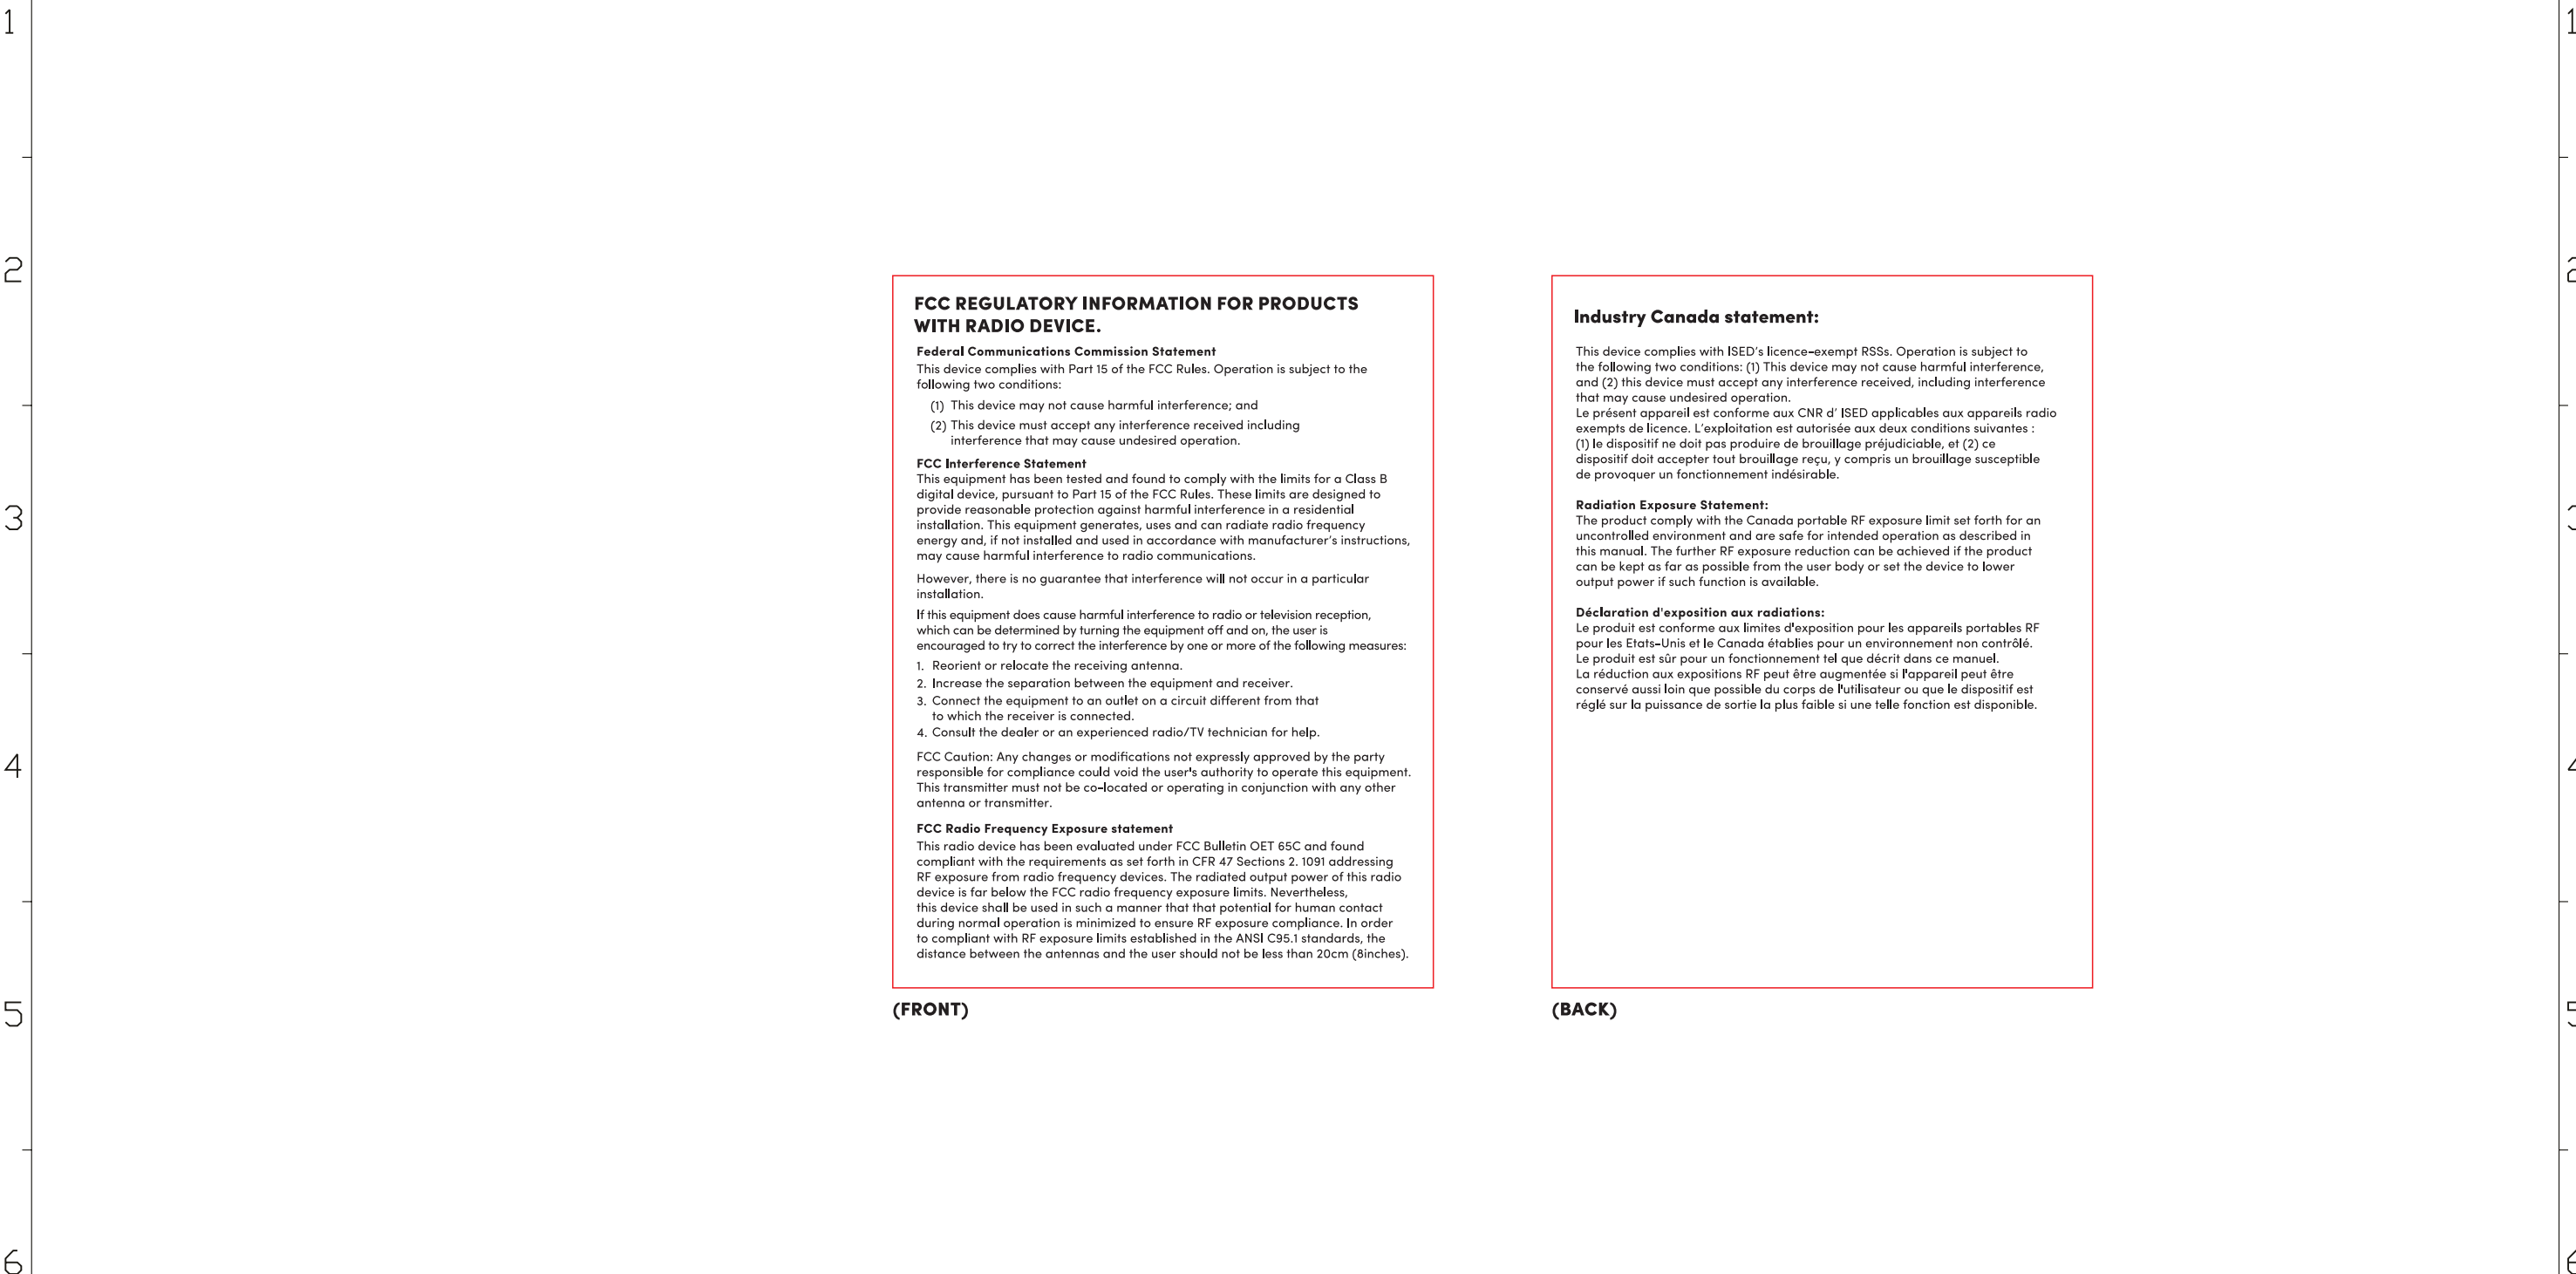 1
1
2
2
3
3
4
4
5
5
6
FCC REGULATORY INFORMATION FOR PRODUCTS
WITH RADIO DEVICE.
Federal Communications Commission Statement
This device complies with Part 15 of the FCC Rules. Operation is subject to the
following two conditions:
(1) This device may not cause harmful interference; and
(2) This device must accept any interference received including
interference that may cause undesired operation.
FCC Interference Statement
This equipment has been tested and found to comply with the limits for a Class B
digital device, pursuant to Part 15 of the FCC Rules. These limits are designed to
provide reasonable protection against harmful interference in a residential
installation. This equipment generates, uses and can radiate radio frequency
energy and, if not installed and used in accordance with manufacturer's instructions,
may cause harmful interference to radio communications.
However, there is no guarantee that interference will not occur in a particular
installation.
If this equipment does cause harmful interference to radio or television reception,
which can be determined by turning the equipment off and on, the user is
encouraged to try to correct the interference by one or more of the following measures:
1. Reorient or relocate the receiving antenna.
2. Increase the separation between the equipment and receiver.
3. Connect the equipment to an outlet on a circuit different from that
to which the receiver is connected.
4. Consult the dealer or an experienced radio/TV technician for help.
FCC Caution: Any changes or modifications not expressly approved by the party
responsible for compliance could void the user's authority to operate this equipment.
This transmitter must not be co-located or operating in conjunction with any other
antenna or transmitter.
FCC Radio Frequency Exposure statement
This radio device has been evaluated under FCC Bulletin OET 65C and found
compliant with the requirements as set forth in CFR 47 Sections 2. 1091 addressing
RF exposure from radio frequency devices. The radiated output power of this radio
device is far below the FCC radio frequency exposure limits. Nevertheless,
this device shall be used in such a manner that that potential for human contact
during normal operation is minimized to ensure RF exposure compliance. In order
to compliant with RF exposure limits established in the ANSI C95.1 standards, the
distance between the antennas and the user should not be less than 20cm (8inches).
(FRONT)
Industry Canada statement:
This device complies with ISED's licence-exempt RSSs. Operation is subject to
the following two conditions: (1) This device may not cause harmful interference,
and (2) this device must accept any interference received, including interference
that may cause undesired operation.
Le présent appareil est conforme aux CNR d' ISED applicables aux appareils radio
exempts de licence. L'exploitation est autorisée aux deux conditions suivantes :
(1) le dispositif ne doit pas produire de brouillage préjudiciable, et (2) ce
dispositif doit accepter tout brouillage reçu, y compris un brouillage susceptible
de provoquer un fonctionnement indésirable.
Radiation Exposure Statement:
The product comply with the Canada portable RF exposure limit set forth for an
uncontrolled environment and are safe for intended operation as described in
this manual. The further RF exposure reduction can be achieved if the product
can be kept as far as possible from the user body or set the device to lower
output power if such function is available.
Déclaration d'exposition aux radiations:
Le produit est conforme aux limites d'exposition pour les appareils portables RF
pour les Etats-Unis et le Canada établies pour un environnement non contrôlé.
Le produit est sûr pour un fonctionnement tel que décrit dans ce manuel.
La réduction aux expositions RF peut être augmentée si l'appareil peut être
conservé aussi loin que possible du corps de l'utilisateur ou que le dispositif est
réglé sur la puissance de sortie la plus faible si une telle fonction est disponible.
(BACK)